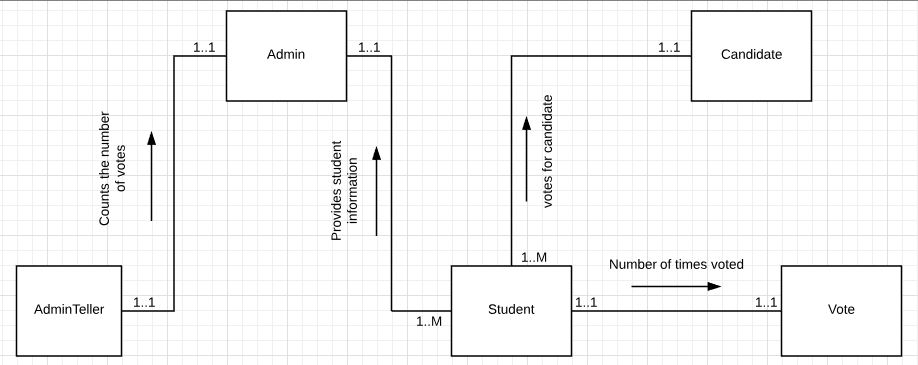 1..1
Admin
1..1
1..1
Candidate
Counts the number
of votes
Provides student
information
votes for candidate
1..M
Number of times voted
AdminTeller
1..1
1..M
Student
1..1
1..1
Vote